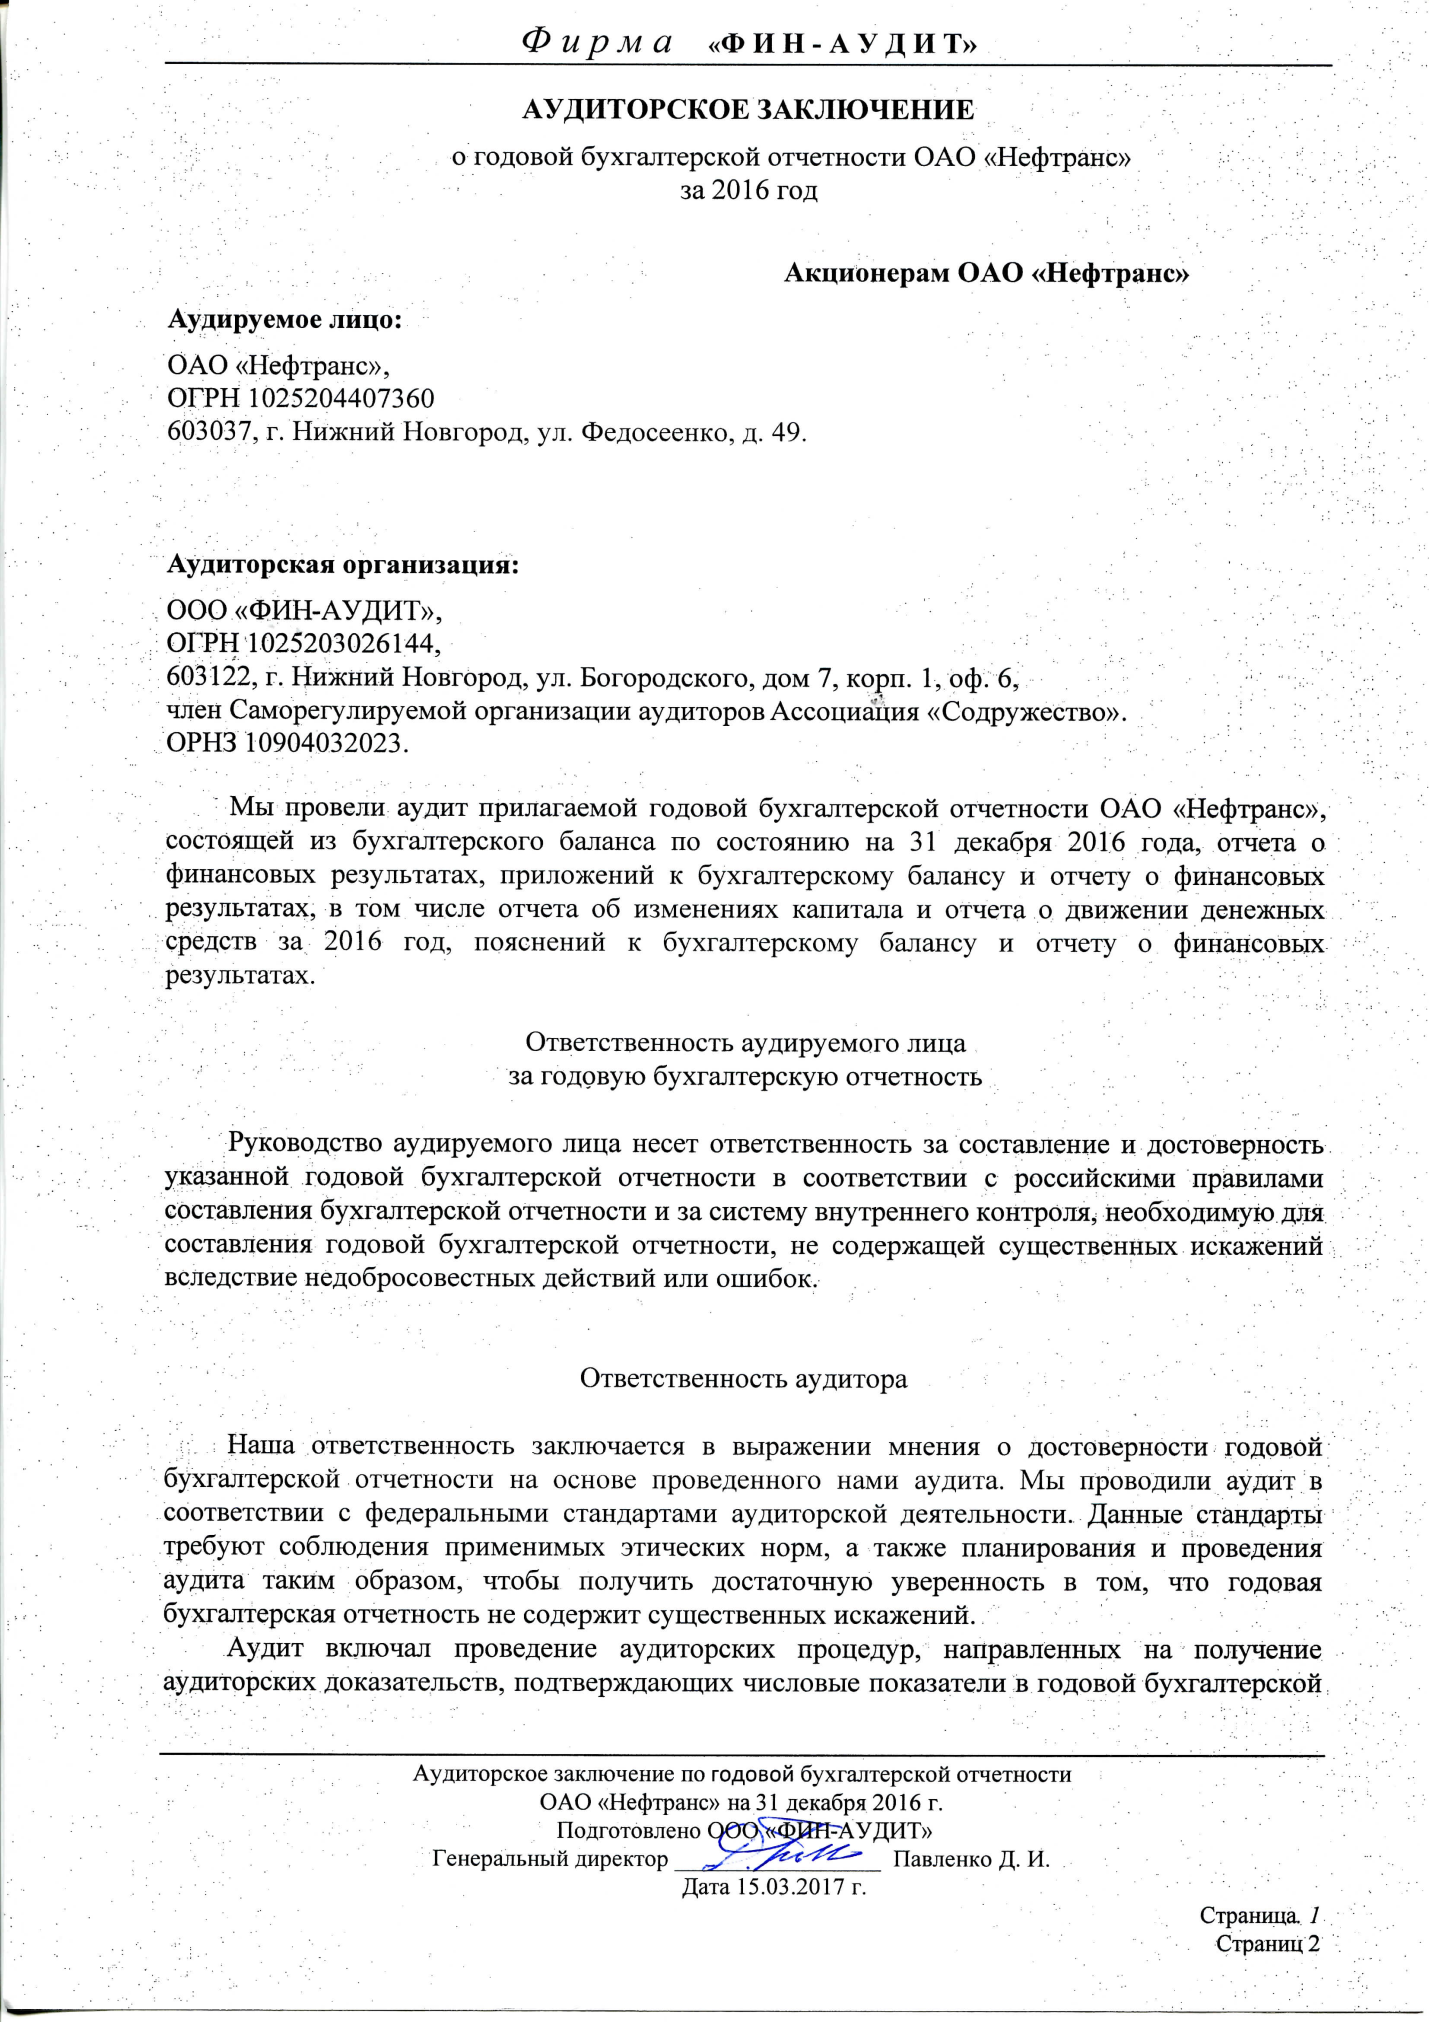 Фирма «ФИН-АУДИТ»
АУДИТОРСКОЕ ЗАКЛЮЧЕНИЕ
о годовой бухгалтерской отчетности ОАО «Нефтранс»
за 2016 год
Акционерам ОАО «Нефтранс»
Аудируемое лицо:
ОАО «Нефтранс»,
ОГРН 1025204407360
603037, г. Нижний Новгород, ул. Федосеенко, д. 49.
Аудиторская организация:
ООО «ФИН-АУДИТ»,
ОГРН 1025203026144,
603122, г. Нижний Новгород, ул. Богородского, дом 7, корп. 1, оф. 6,
член Саморегулируемой организации аудиторов Ассоциация «Содружество».
ОРНЗ 10904032023.
Мы провели аудит прилагаемой годовой бухгалтерской отчетности ОАО «Нефтранс»,
состоящей из бухгалтерского баланса по состоянию на 31 декабря 2016 года, отчета о
финансовых результатах, приложений к бухгалтерскому балансу и отчету о финансовых
результатах, в том числе отчета об изменениях капитала и отчета о движении денежных
средств за 2016 год, пояснений к бухгалтерскому балансу и отчету о финансовых
результатах.
Ответственность аудируемого лица
за годовую бухгалтерскую отчетность
Руководство аудируемого лица несет ответственность за составление и достоверность
указанной годовой бухгалтерской отчетности в соответствии с российскими правилами
составления бухгалтерской отчетности и за систему внутреннего контроля, необходимую для
составления годовой бухгалтерской отчетности, не содержащей существенных искажений
вследствие недобросовестных действий или ошибок.
Ответственность аудитора
Наша ответственность заключается в выражении мнения о достоверности годовой
бухгалтерской отчетности на основе проведенного нами аудита. Мы проводили аудит в
соответствии с федеральными стандартами аудиторской деятельности. Данные стандарты
требуют соблюдения применимых этических норм, а также планирования и проведения
аудита таким образом, чтобы получить достаточную уверенность в том, что годовая
бухгалтерская отчетность не содержит существенных искажений.
Аудит включал проведение аудиторских процедур, направленных на получение
аудиторских доказательств, подтверждающих числовые показатели в годовой бухгалтерской
Аудиторское заключение по годовой бухгалтерской отчетности
ОАО «Нефтранс» на 31 декабря 2016 г.
Подготовлено ООО «ФИН-АУДИТ»
Генеральный директор Павленко Д. И.
Дата 15.03.2017 г.
Страница. 1
Страниц 2